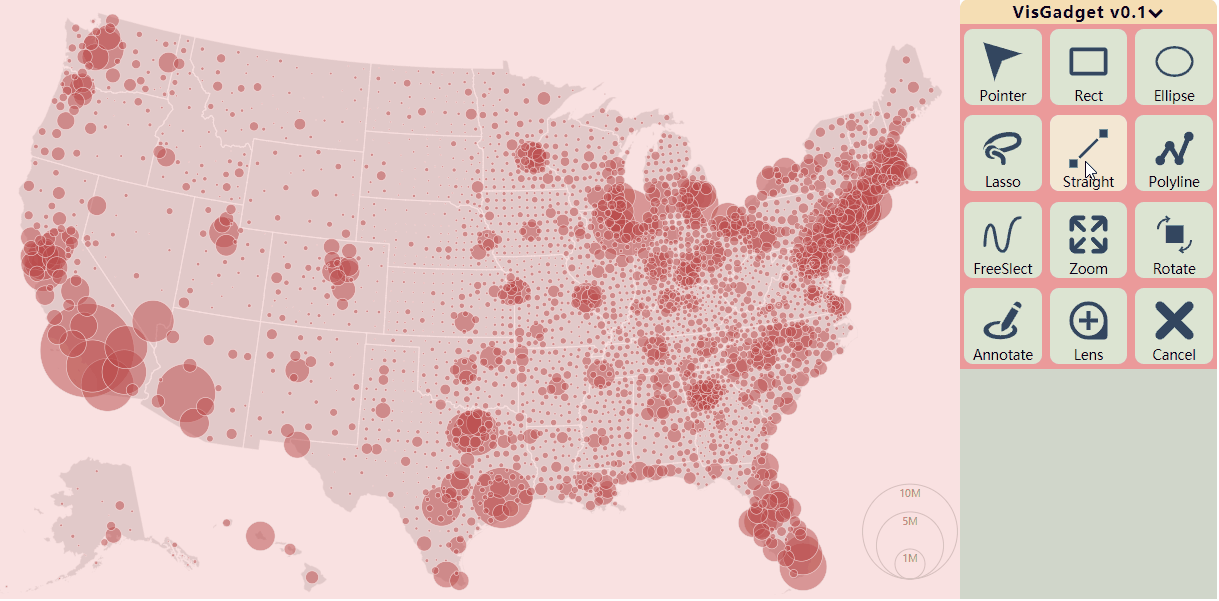 VisGadget v0.1
Pointer
Rect
Ellipse
Lasso
Straight
Polyline
FreeSlect
Zoom
Rotate
Annotate
Lens
Cancel
10M
5M
1M